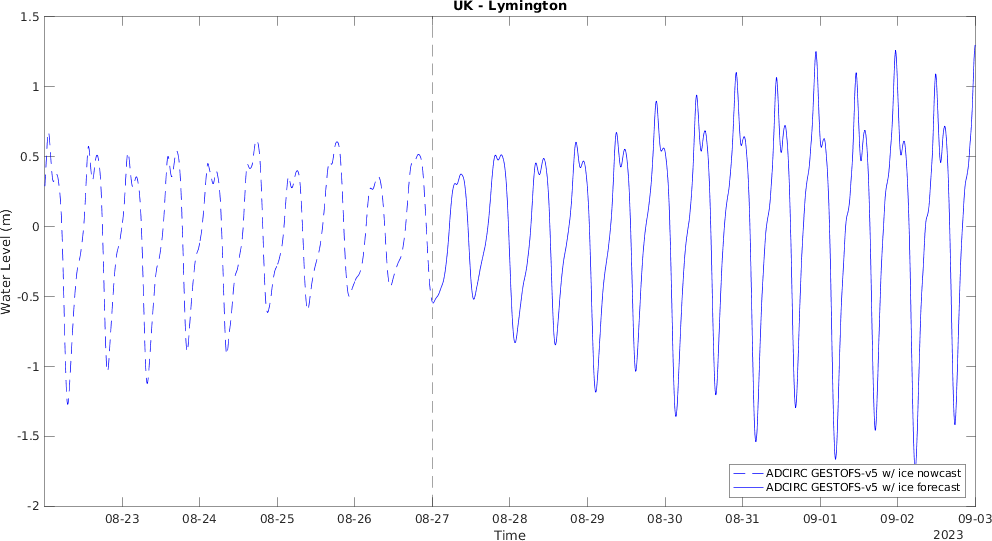 UK - Lymington
1.5
1
0.5
0
-0.5
-1
-1.5
-2
Water Level (m)
ADCIRC GESTOFS-v5 w/ ice nowcast
ADCIRC GESTOFS-v5 w/ ice forecast
08-23 08-24 08-25 08-26 08-27 08-28 08-29 08-30 08-31 09-01 09-02 09-03
Time
2023